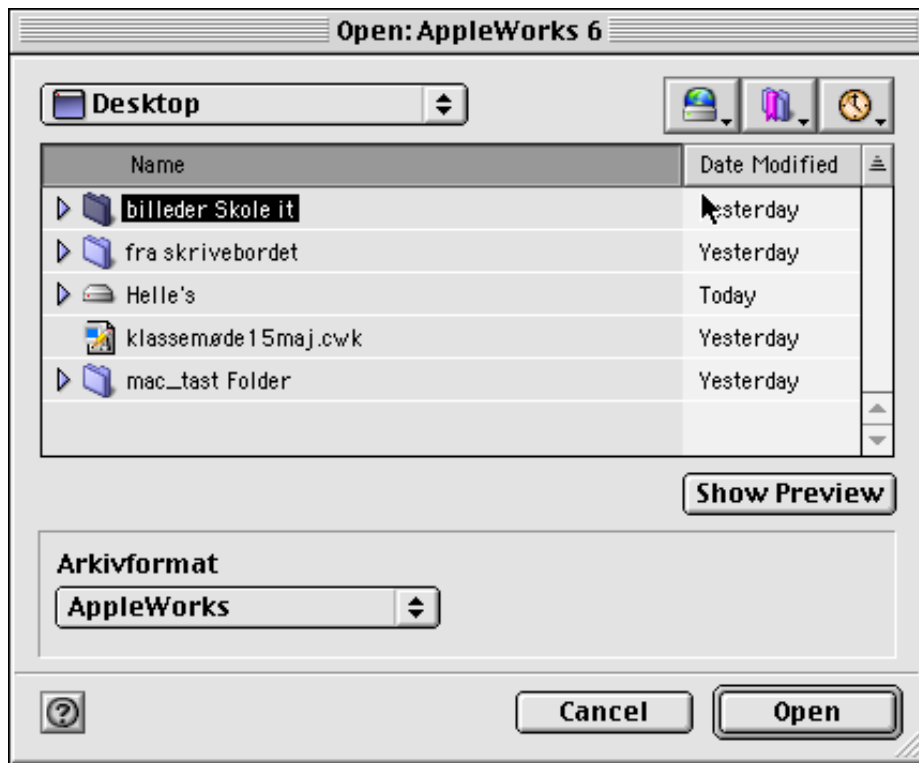 Open: AppleWorks 6
Desktop
Name Date Modified
billeder Skole it Yesterday
fra skrivebordet Yesterday
Helle's Today
klassemøde15maj.cwk Yesterday
mac_tast Folder Yesterday
Show Preview
Arkivformat
AppleWorks
? Cancel Open